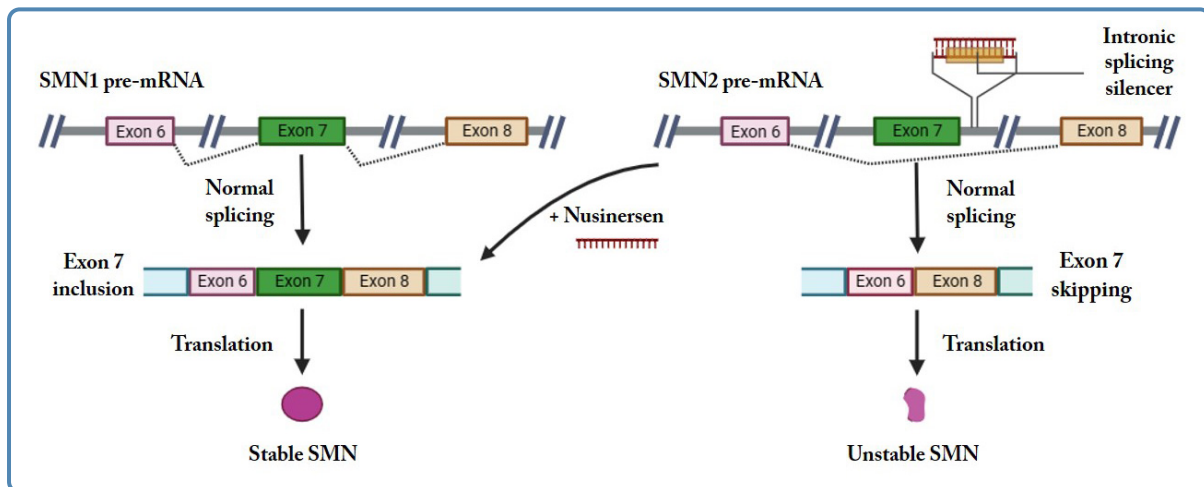 SMN1 pre-mRNA
Exon 6
Exon 7
Exon 8
Normal
splicing
Exon 7
inclusion
Exon 6
Exon 7
Exon 8
Translation
Stable SMN
+ Nusinersen
SMN2 pre-mRNA
Intronic
splicing
silencer
Exon 6
Exon 7
Exon 8
Normal
splicing
Exon 6
Exon 8
Exon 7
skipping
Translation
Unstable SMN